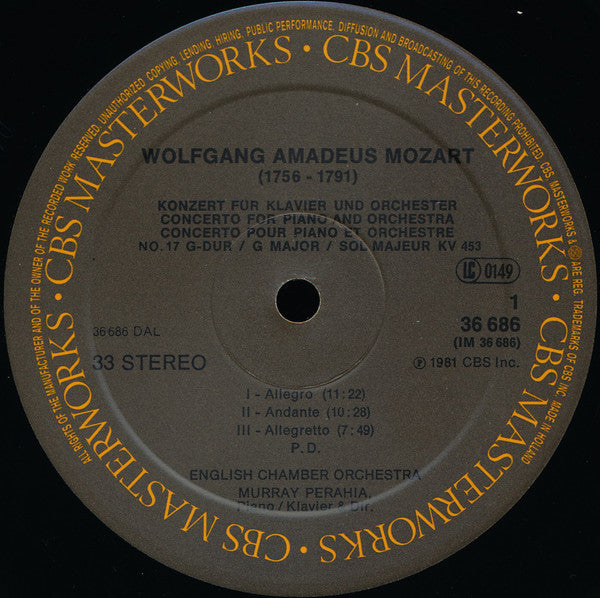 ALL RIGHTS OF THE MANUFACTURER AND OF THE OWNER OF THE RECORDED WORK RESERVED. UNAUTHORIZED COPYING, LENDING, HIRING, PUBLIC PERFORMANCE, DIFFUSION AND BROADCASTING OF THIS RECORDING PROHIBITED. CBS, MASTERWORKS & ARE REG. TRADEMARKS OF CBS INC. MADE IN HOLLAND
CBS MASTERWORKS · CBS MASTERWORKS · CBS MASTERWORKS · CBS MASTERWORKS ·
WOLFGANG AMADEUS MOZART
(1756 - 1791)
KONZERT FÜR KLAVIER UND ORCHESTER
CONCERTO FOR PIANO AND ORCHESTRA
CONCERTO POUR PIANO ET ORCHESTRE
NO. 17 G-DUR / G MAJOR / SOL MAJEUR KV 453
LC 0149
1
36 686
(IM 36 686)
℗ 1981 CBS Inc.
36 686 DAL
33 STEREO
I - Allegro (11:22)
II - Andante (10:28)
III - Allegretto (7:49)
P.D.
ENGLISH CHAMBER ORCHESTRA
MURRAY PERAHIA,
Piano / Klavier & Dir.